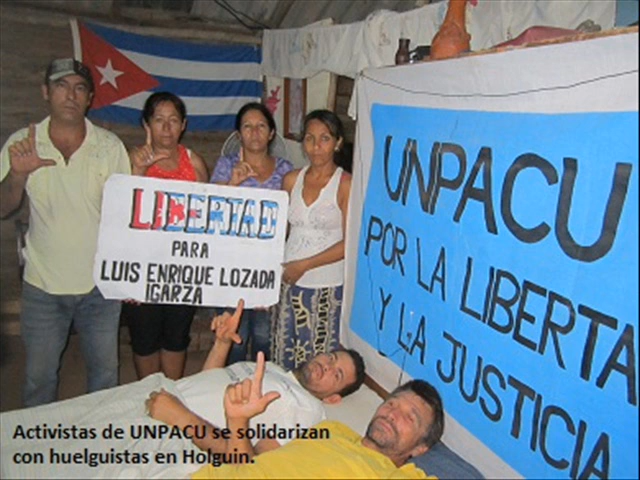 LIBERTAD
PARA
LUIS ENRIQUE LOZADA
IGARZA
UNPACU
POR LA LIBERTA
Y LA JUSTICIA
Activistas de UNPACU se solidarizan
con huelguistas en Holguin.